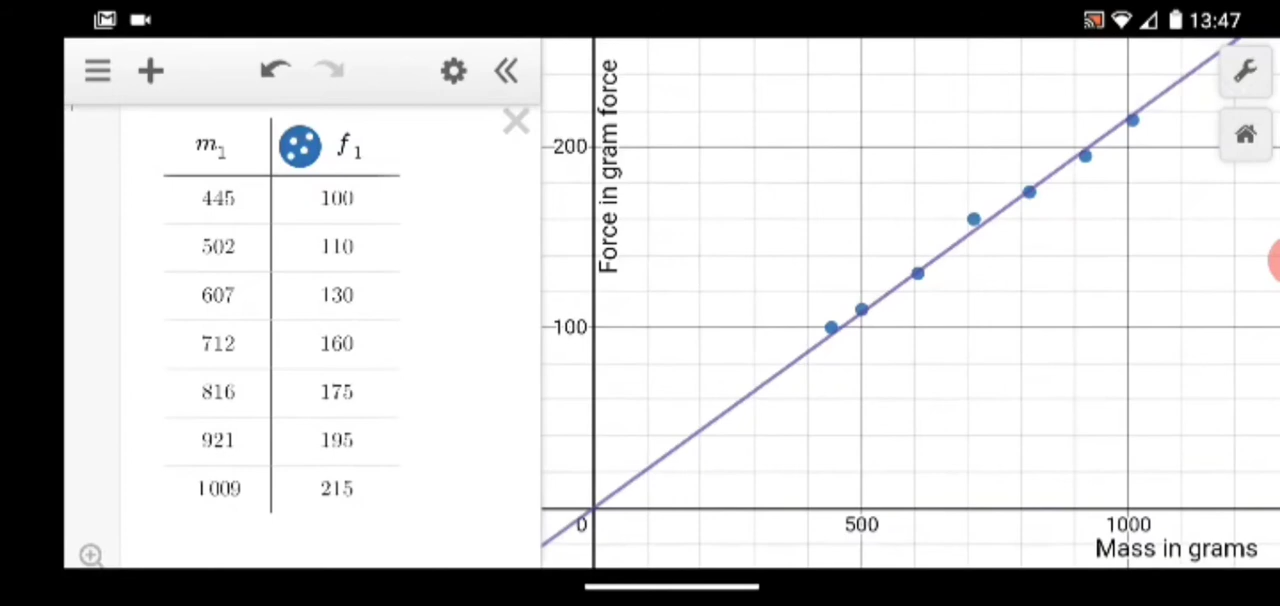 13:47
m₁ f₁
445 100
502 110
607 130
712 160
816 175
921 195
1009 215
Force in gram force
200
100
0 500 1000
Mass in grams